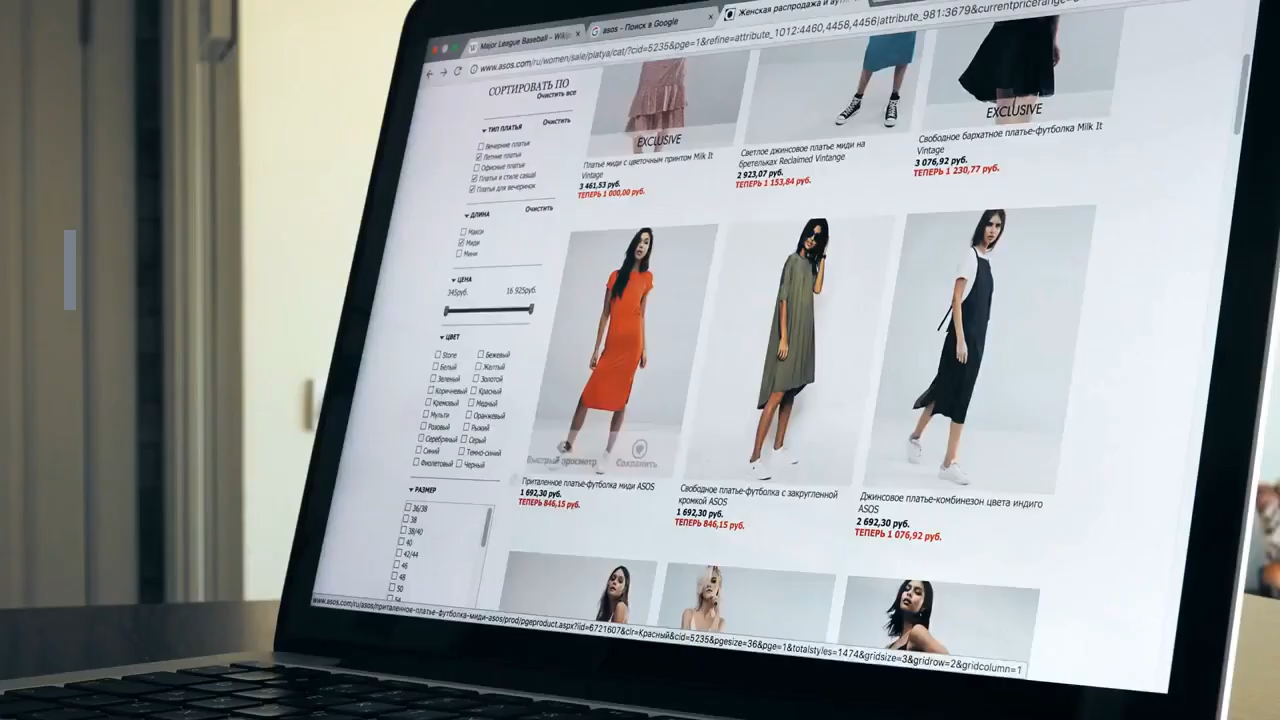 Major League Baseball - Wikip
asos - Поиск в Google
Женская распродажа и аут
www.asos.com/ru/women/sale/platya/cat/?cid=5235&pge=1&refine=attribute_1012:4460,4458,4456|attribute_981:3679&currentpricerange=
СОРТИРОВАТЬ ПО
Очистить все
ТИП ПЛАТЬЯ
Очистить
Вечерние платья
Летние платья
Офисные платья
Платья в стиле casual
Платья для вечеринок
ДЛИНА
Очистить
Макси
Миди
Мини
ЦЕНА
345руб.
16 925руб.
ЦВЕТ
Stone
Бежевый
Белый
Желтый
Зеленый
Золотой
Коричневый
Красный
Кремовый
Медный
Мульти
Оранжевый
Розовый
Рыжий
Серебряный
Серый
Синий
Темно-синий
Фиолетовый
Черный
РАЗМЕР
36/38
38
38/40
40
42/44
46
48
50
54
EXCLUSIVE
Платье миди с цветочным принтом Milk It
Vintage
3 461,53 руб.
ТЕПЕРЬ 1 000,00 руб.
Светлое джинсовое платье миди на
бретельках Reclaimed Vintange
2 923,07 руб.
ТЕПЕРЬ 1 153,84 руб.
EXCLUSIVE
Свободное бархатное платье-футболка Milk It
Vintage
3 076,92 руб.
ТЕПЕРЬ 1 230,77 руб.
Быстрый просмотр
Сохранить
Приталенное платье-футболка миди ASOS
1 692,30 руб.
ТЕПЕРЬ 846,15 руб.
Свободное платье-футболка с закругленной
кромкой ASOS
1 692,30 руб.
ТЕПЕРЬ 846,15 руб.
Джинсовое платье-комбинезон цвета индиго
ASOS
2 692,30 руб.
ТЕПЕРЬ 1 076,92 руб.
www.asos.com/ru/asos/приталенное-платье-футболка-миди-asos/prod/pgeproduct.aspx?iid=6721607&clr=Красный&cid=5235&pgesize=36&pge=1&totalstyles=1474&gridsize=3&gridrow=2&gridcolumn=1